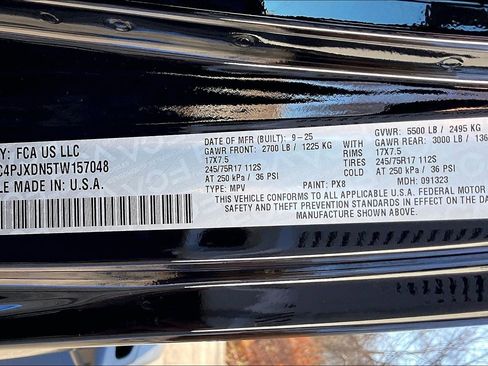 Y: FCA US LLC
C4PJXDN5TW157048
LE MADE IN U.S.A.
DATE OF MFR (BUILT): 9-25
GAWR FRONT: 2700 LB / 1225 KG
17X7.5
245/75R17 112S
AT 250 kPa / 36 PSI
TYPE: MPV
PAINT: PX8
GVWR: 5500 LB / 2495 KG
GAWR REAR: 3000 LB / 136
RIMS 17X7.5
TIRES 245/75R17 112S
COLD AT 250 kPa / 36 PSI
MDH: 091323
THIS VEHICLE CONFORMS TO ALL APPLICABLE U.S.A. FEDERAL MOTOR
SAFETY AND THEFT PREVENTION STANDARDS IN EFFECT ON THE DA
MANUFACTURE SHOWN ABOVE.